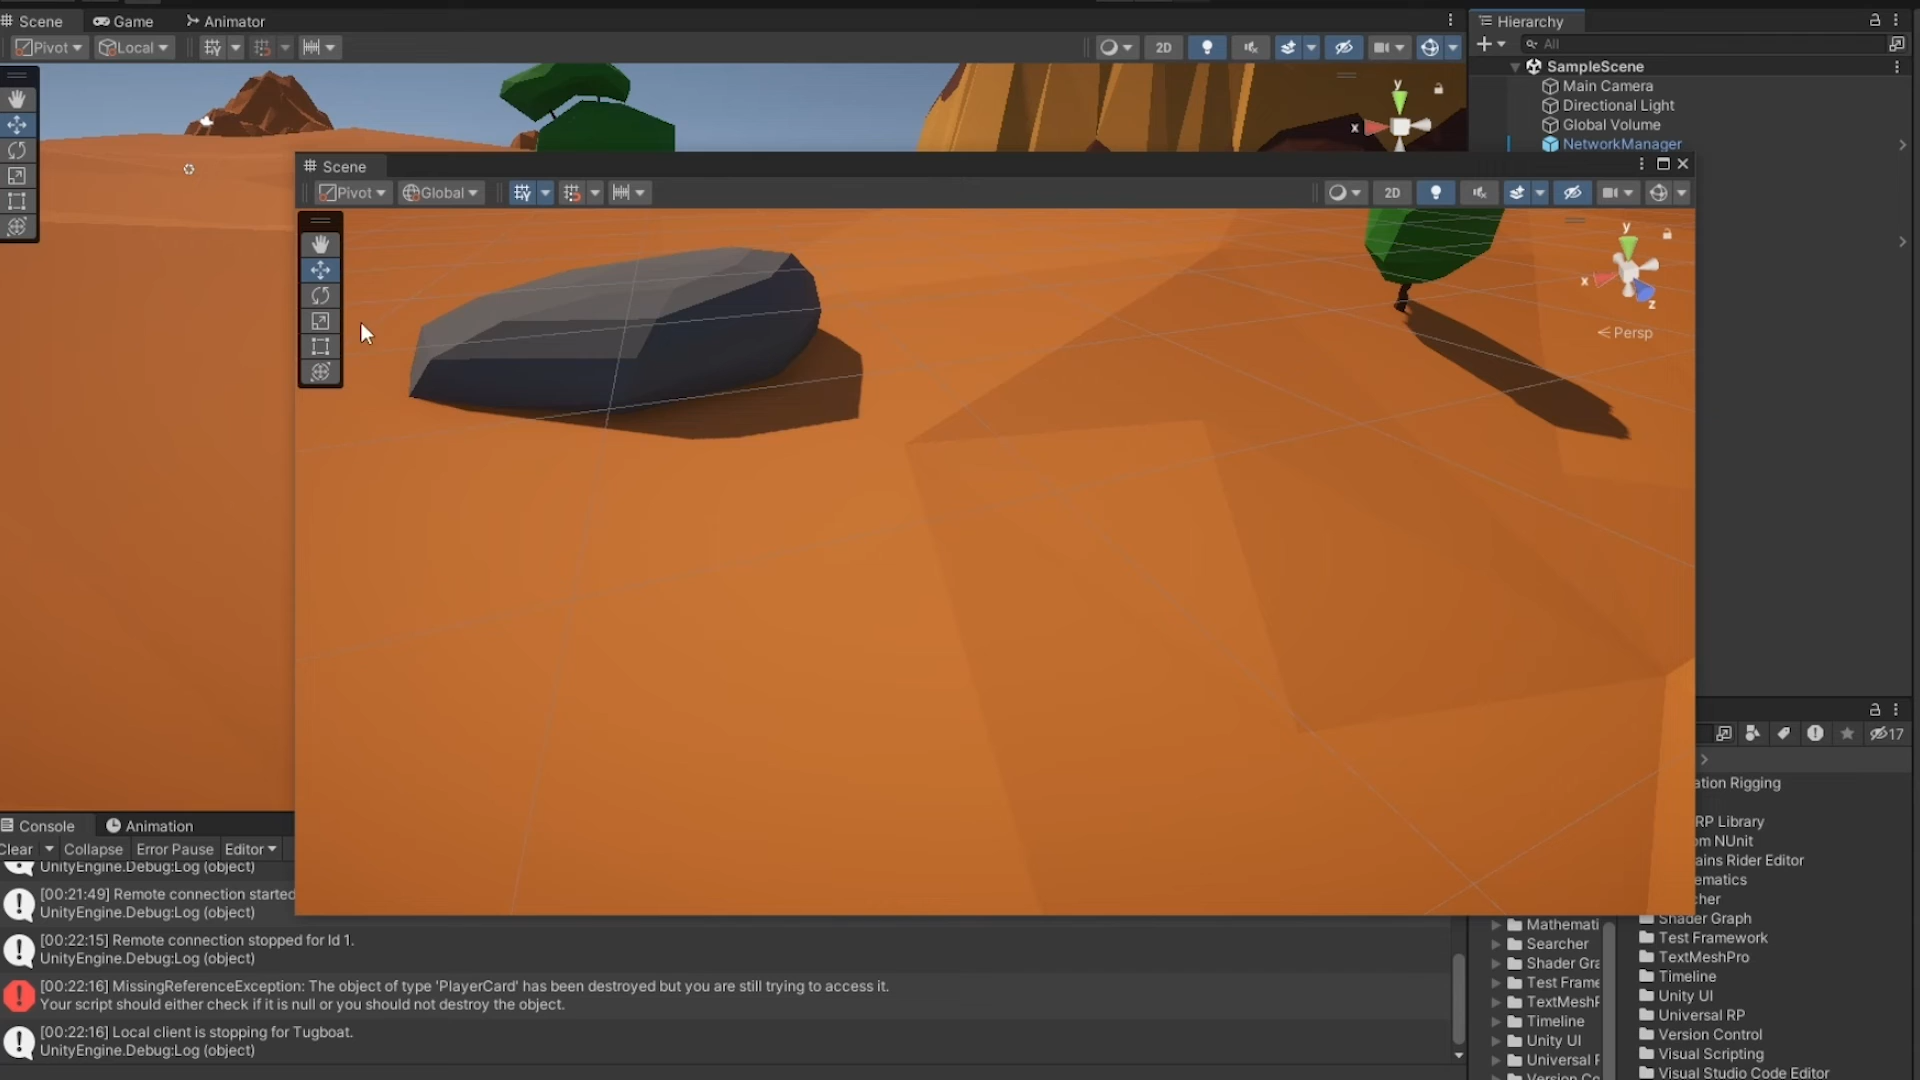 Scene
Game
Animator
Hierarchy
Pivot
Local
2D
All
SampleScene
Main Camera
Directional Light
Global Volume
NetworkManager
y
x
Scene
Pivot
Global
2D
y
x
z
Persp
17
ation Rigging
RP Library
om NUnit
ains Rider Editor
ematics
cher
Shader Graph
Test Framework
TextMeshPro
Timeline
Unity UI
Universal RP
Version Control
Visual Scripting
Visual Studio Code Editor
Mathemati
Searcher
Shader Gra
Test Frame
TextMeshP
Timeline
Unity UI
Universal F
Version Co
Console
Animation
Clear
Collapse
Error Pause
Editor
UnityEngine.Debug:Log (object)
[00:21:49] Remote connection started
UnityEngine.Debug:Log (object)
[00:22:15] Remote connection stopped for Id 1.
UnityEngine.Debug:Log (object)
[00:22:16] MissingReferenceException: The object of type 'PlayerCard' has been destroyed but you are still trying to access it.
Your script should either check if it is null or you should not destroy the object.
[00:22:16] Local client is stopping for Tugboat.
UnityEngine.Debug:Log (object)